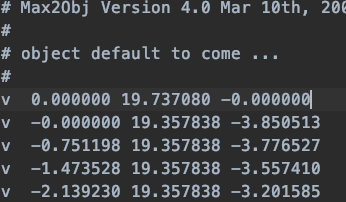 # Max2Obj Version 4.0 Mar 10th, 200
#
# object default to come ...
#
v  0.000000 19.737080 -0.000000
v  -0.000000 19.357838 -3.850513
v  -0.751198 19.357838 -3.776527
v  -1.473528 19.357838 -3.557410
v  -2.139230 19.357838 -3.201585